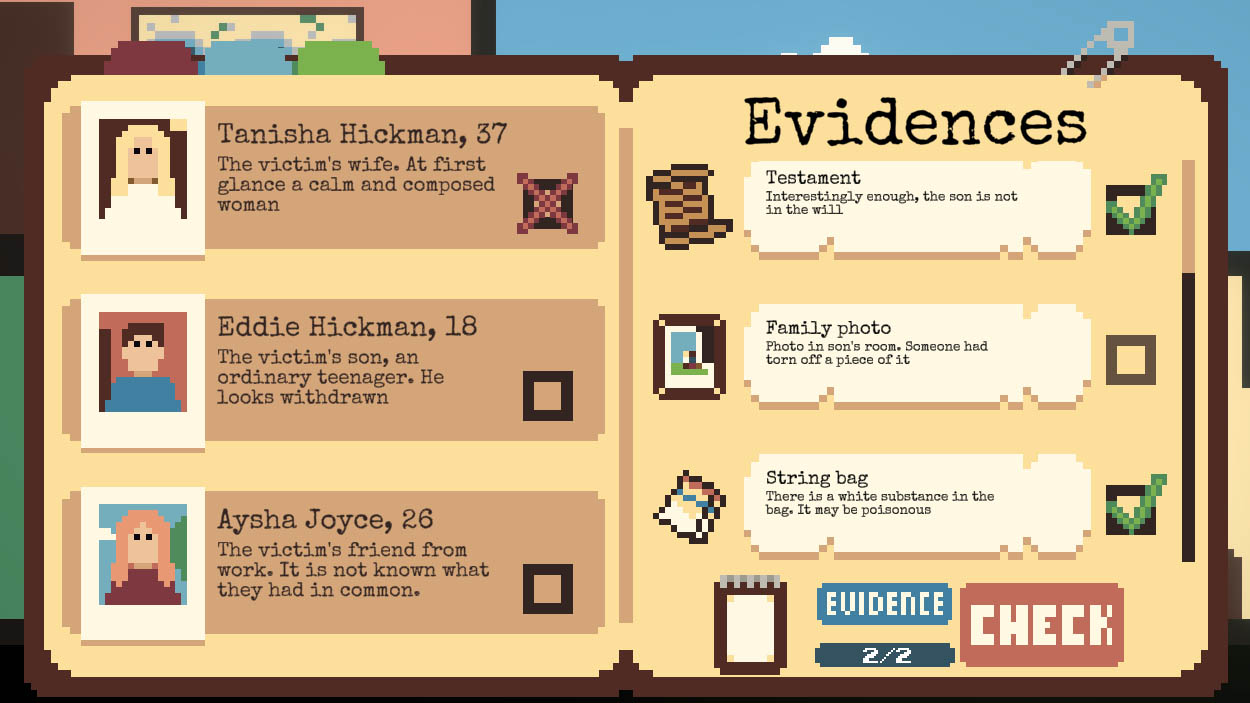 Tanisha Hickman, 37
The victim's wife. At first
glance a calm and composed
woman
Eddie Hickman, 18
The victim's son, an
ordinary teenager. He
looks withdrawn
Aysha Joyce, 26
The victim's friend from
work. It is not known what
they had in common.
Evidences
Testament
Interestingly enough, the son is not
in the will
Family photo
Photo in son's room. Someone had
torn off a piece of it
String bag
There is a white substance in the
bag. It may be poisonous
EVIDENCE
2/2
CHECK